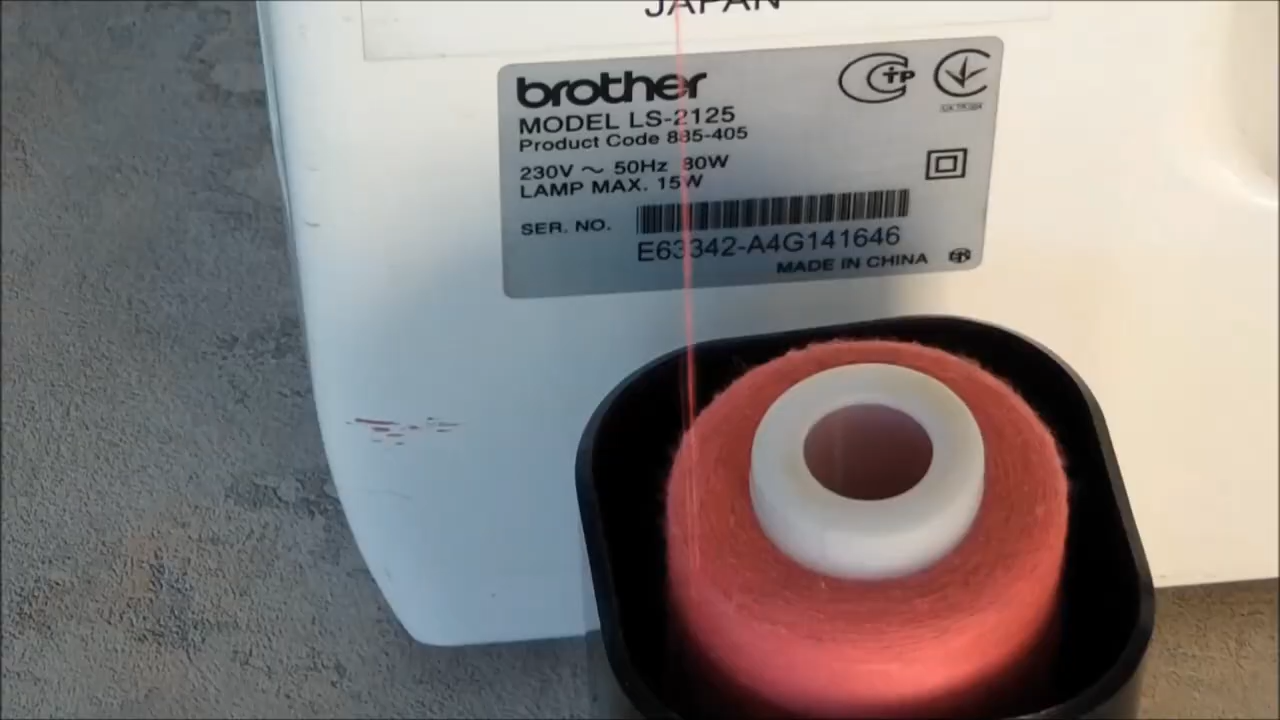 JAPAN
brother
MODEL LS-2125
Product Code 885-405
230V ~ 50Hz 80W
LAMP MAX. 15W
SER. NO.
E63342-A4G141646
MADE IN CHINA